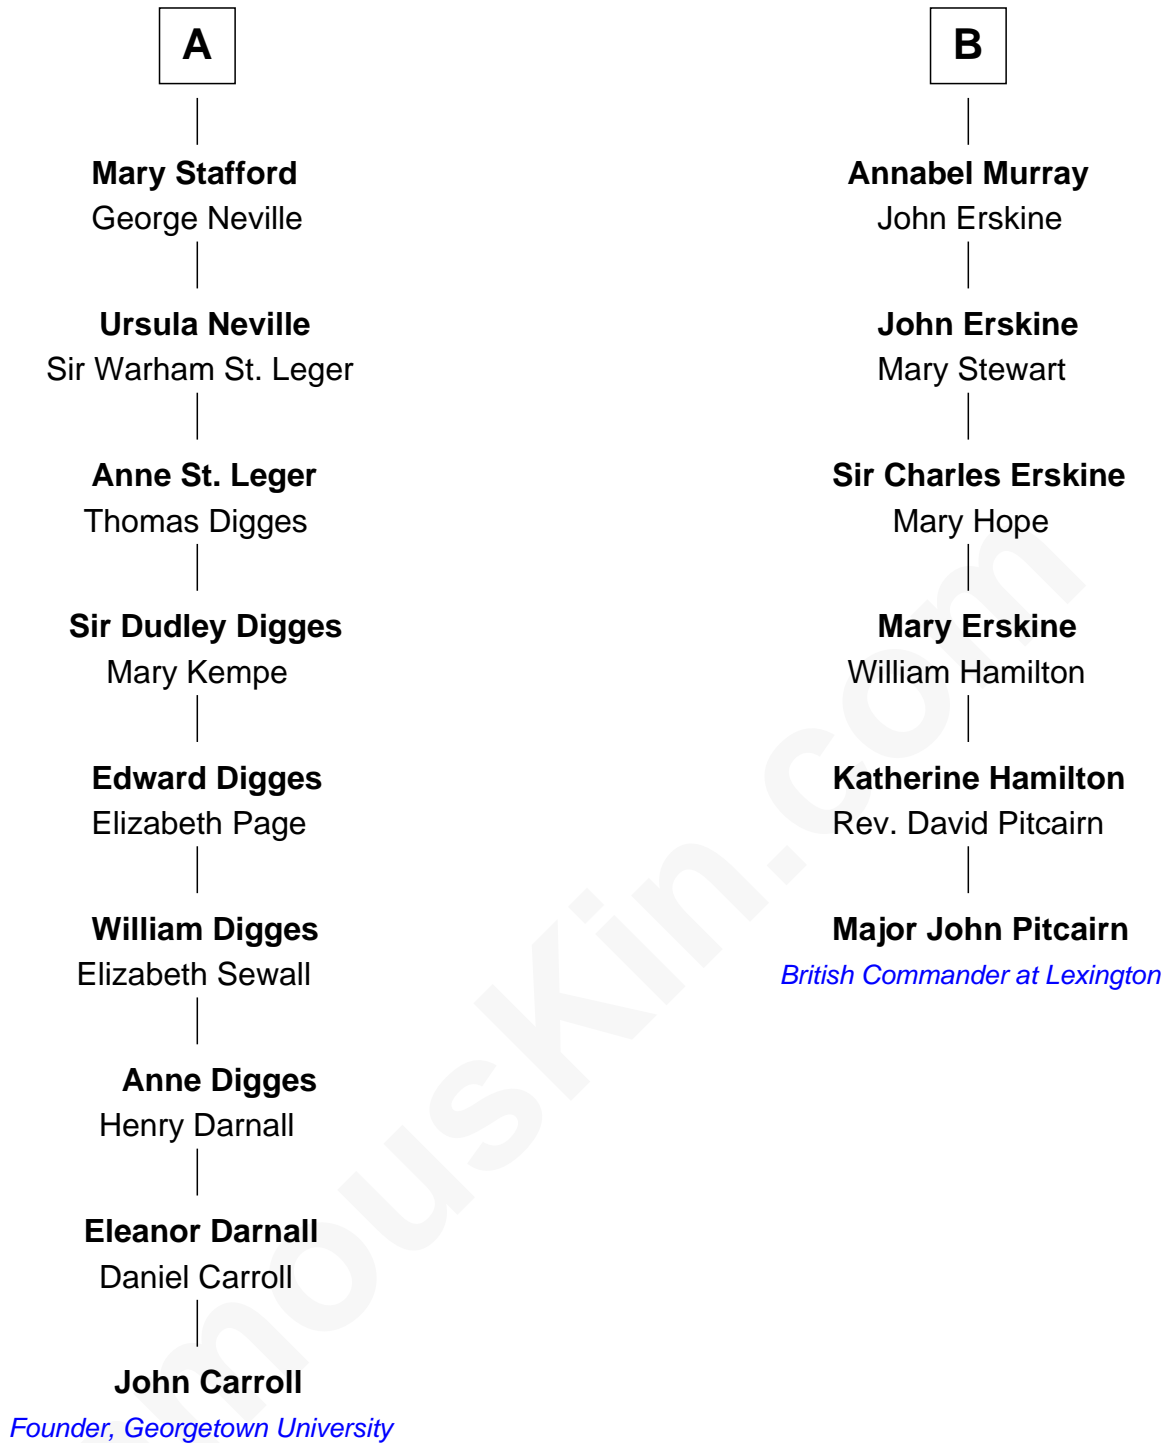 A
Mary Stafford
George Neville
Ursula Neville
Sir Warham St. Leger
Anne St. Leger
Thomas Digges
Sir Dudley Digges
Mary Kempe
Edward Digges
Elizabeth Page
William Digges
Elizabeth Sewall
Anne Digges
Henry Darnall
Eleanor Darnall
Daniel Carroll
John Carroll
Founder, Georgetown University
B
Annabel Murray
John Erskine
John Erskine
Mary Stewart
Sir Charles Erskine
Mary Hope
Mary Erskine
William Hamilton
Katherine Hamilton
Rev. David Pitcairn
Major John Pitcairn
British Commander at Lexington
mouskin.com